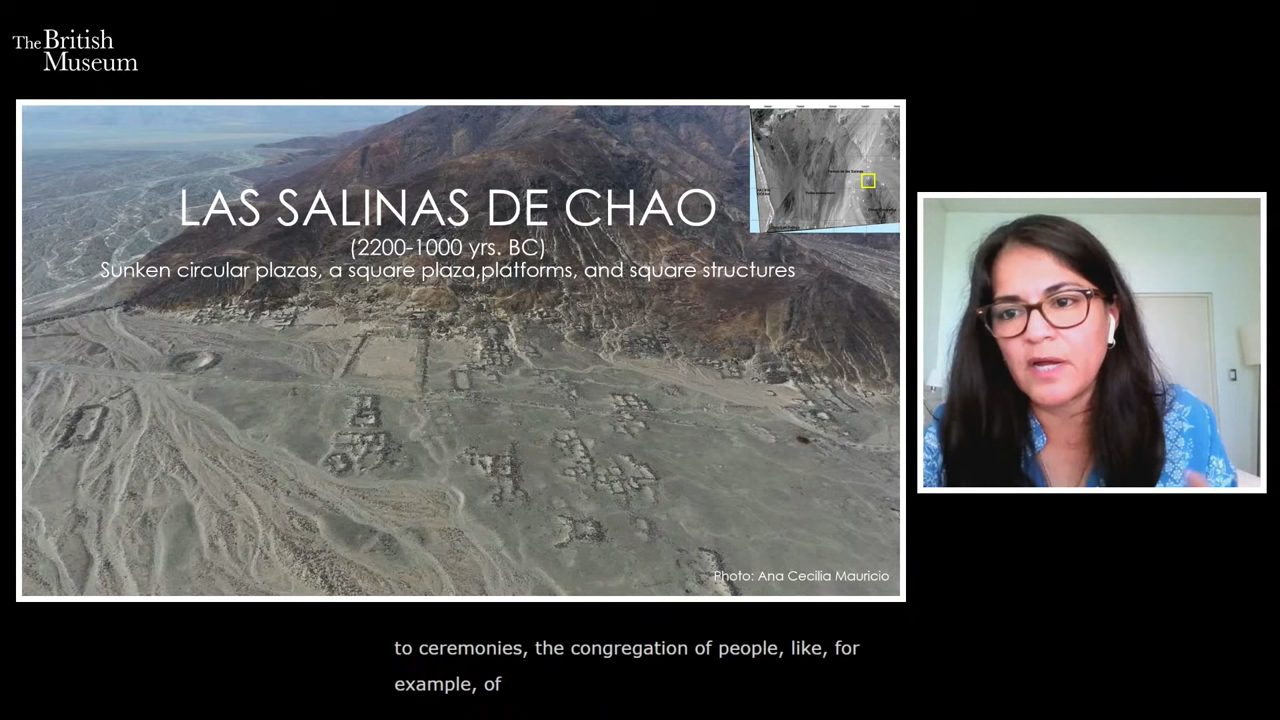 The British
Museum
LAS SALINAS DE CHAO
(2200-1000 yrs. BC)
Sunken circular plazas, a square plaza,platforms, and square structures
Photo: Ana Cecilia Mauricio
to ceremonies, the congregation of people, like, for
example, of